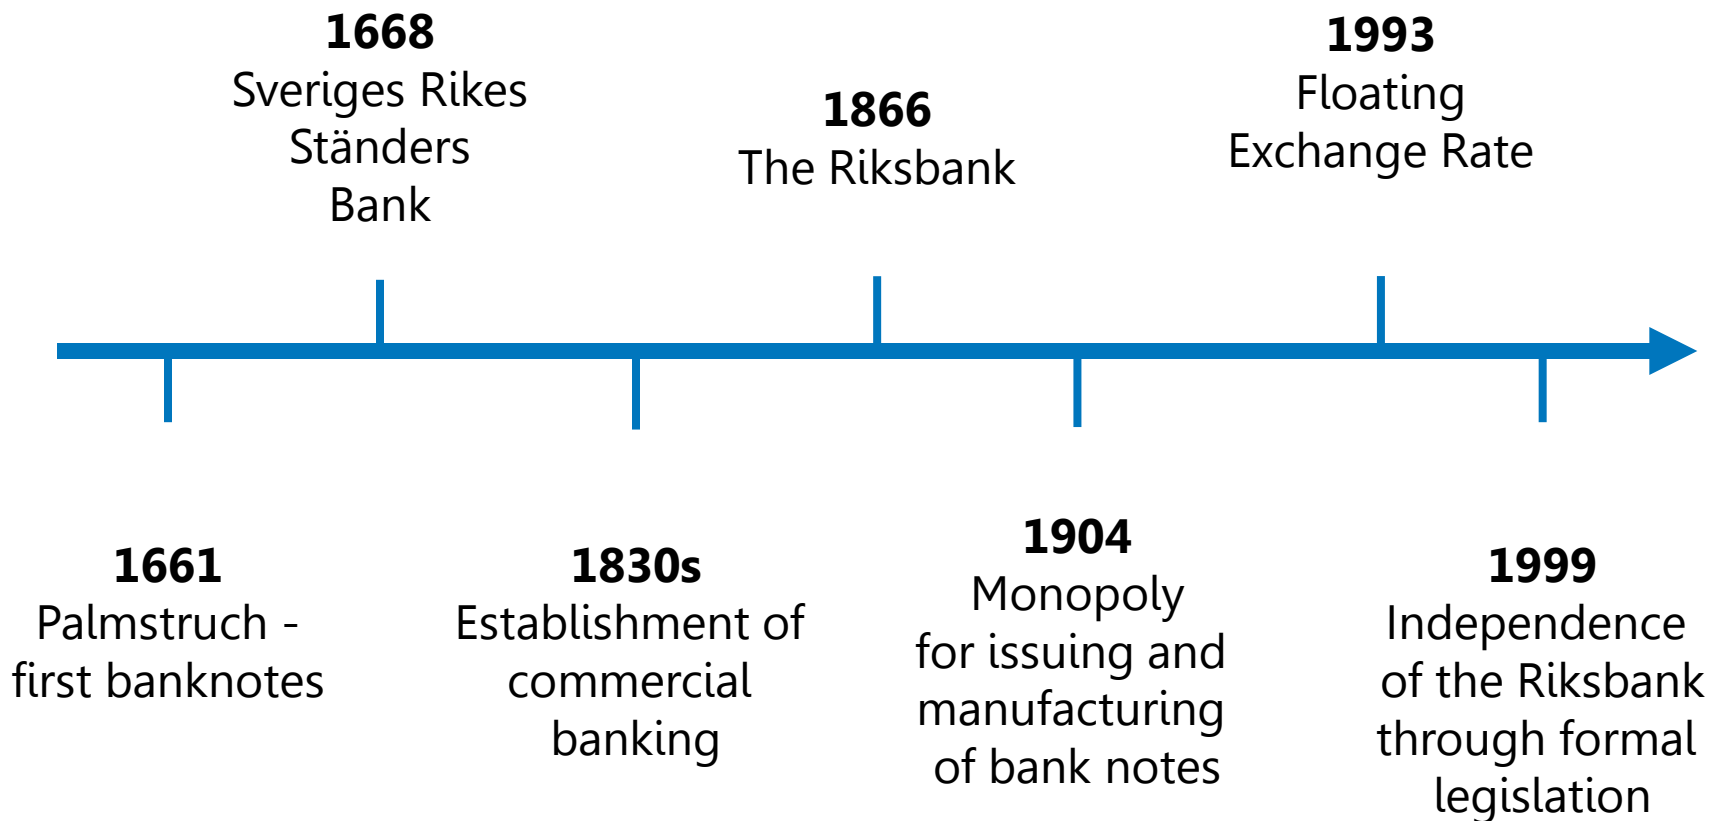 1668
Sveriges Rikes
Ständers
Bank
1866
The Riksbank
1993
Floating
Exchange Rate
1661
Palmstruch -
first banknotes
1830s
Establishment of
commercial
banking
1904
Monopoly
for issuing and
manufacturing
of bank notes
1999
Independence
of the Riksbank
through formal
legislation